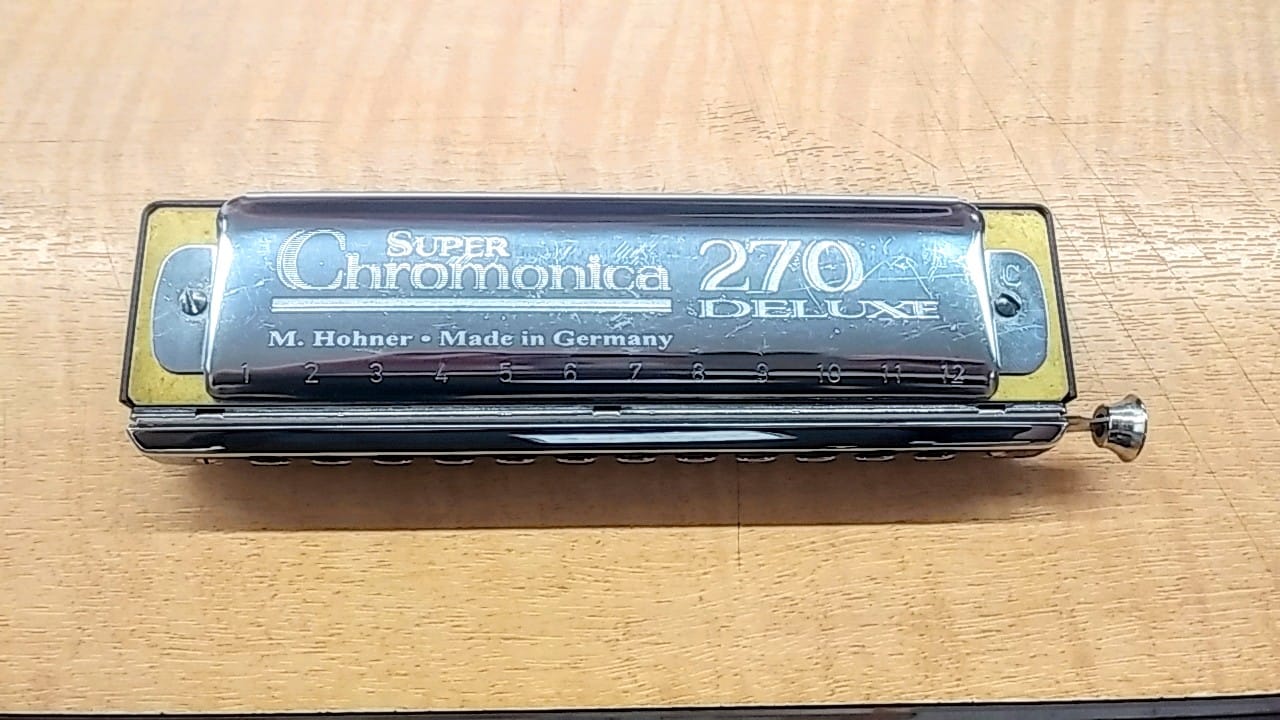 SUPER
Chromonica 270
DELUXE
C
M. Hohner • Made in Germany
1 2 3 4 5 6 7 8 9 10 11 12